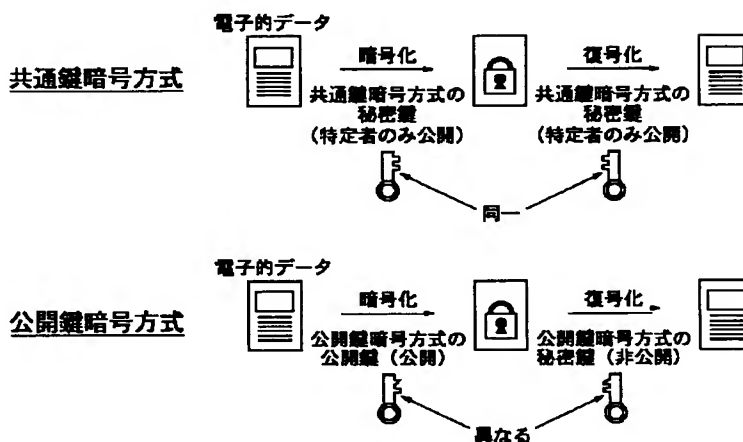 電子的データ
共通鍵暗号方式
暗号化
復号化
共通鍵暗号方式の
秘密鍵
(特定者のみ公開)
共通鍵暗号方式の
秘密鍵
(特定者のみ公開)
同一
電子的データ
公開鍵暗号方式
暗号化
復号化
公開鍵暗号方式の
公開鍵(公開)
公開鍵暗号方式の
秘密鍵(非公開)
異なる